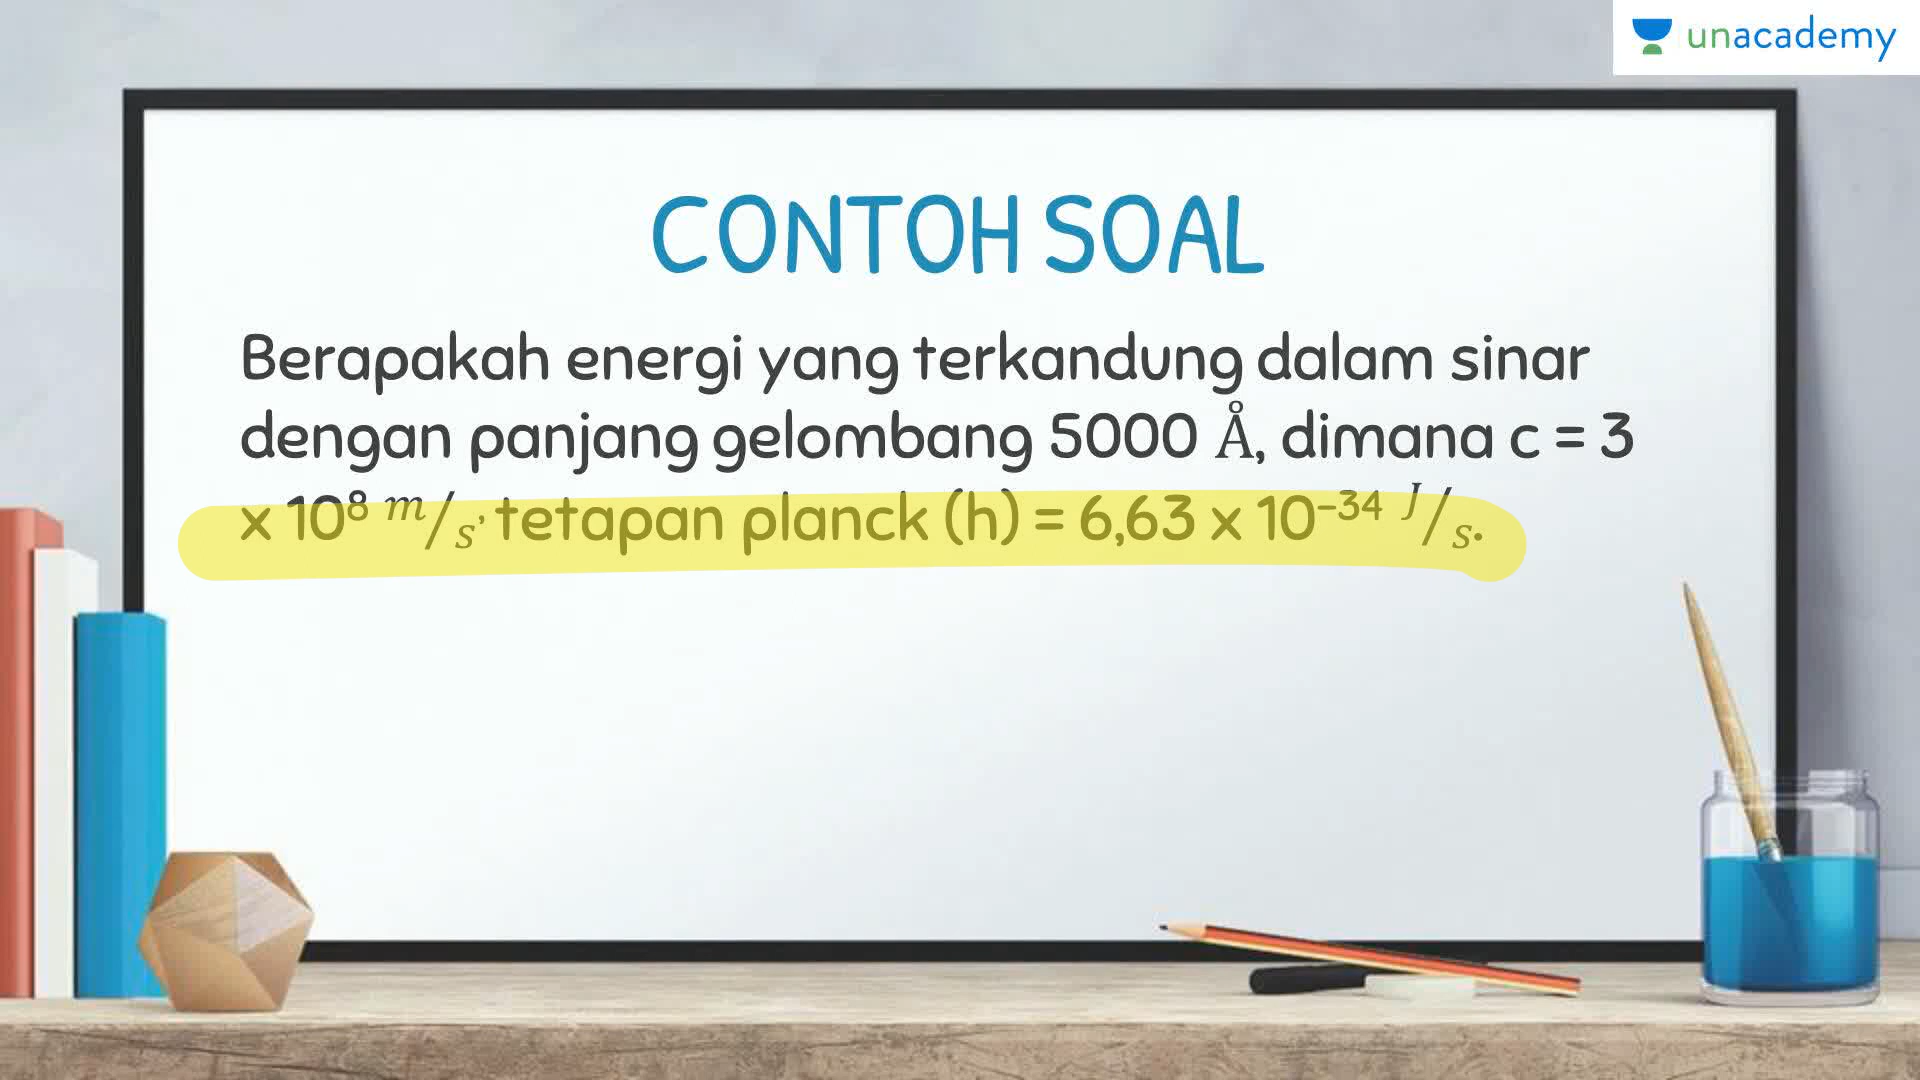 unacademy
CONTOH SOAL
Berapakah energi yang terkandung dalam sinar
dengan panjang gelombang 5000 Å, dimana c = 3
x 10⁸ m/s, tetapan planck (h) = 6,63 x 10⁻³⁴ J/s.